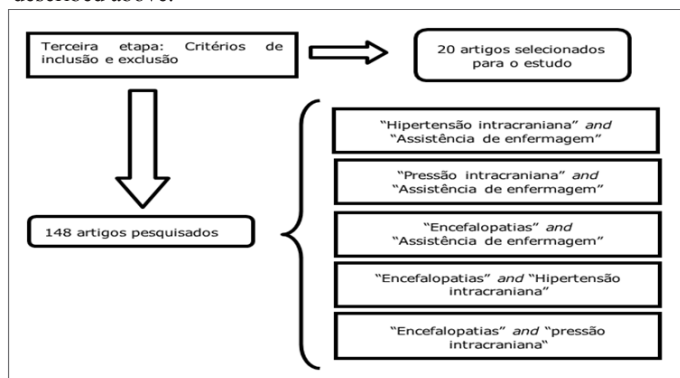 described above.
Terceira etapa: Critérios de
inclusão e exclusão
20 artigos selecionados
para o estudo
148 artigos pesquisados
“Hipertensão intracraniana” and
“Assistência de enfermagem”
“Pressão intracraniana” and
“Assistência de enfermagem”
“Encefalopatias” and
“Assistência de enfermagem”
“Encefalopatias” and “Hipertensão
intracraniana”
“Encefalopatias” and “pressão
intracraniana“